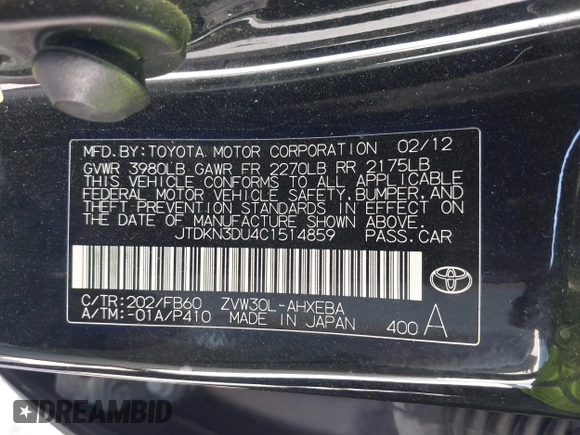 MFD. BY: TOYOTA MOTOR CORPORATION 02/12
GVWR 3980LB GAWR FR 2270LB RR 2175LB
THIS VEHICLE CONFORMS TO ALL APPLICABLE
FEDERAL MOTOR VEHICLE SAFETY, BUMPER, AND
THEFT PREVENTION STANDARDS IN EFFECT ON
THE DATE OF MANUFACTURE SHOWN ABOVE.
JTDKN3DU4C1514859 PASS. CAR
C/TR: 202/FB60 ZVW30L-AHXEBA
A/TM: -01A/P410 MADE IN JAPAN 400 A
DREAMBID